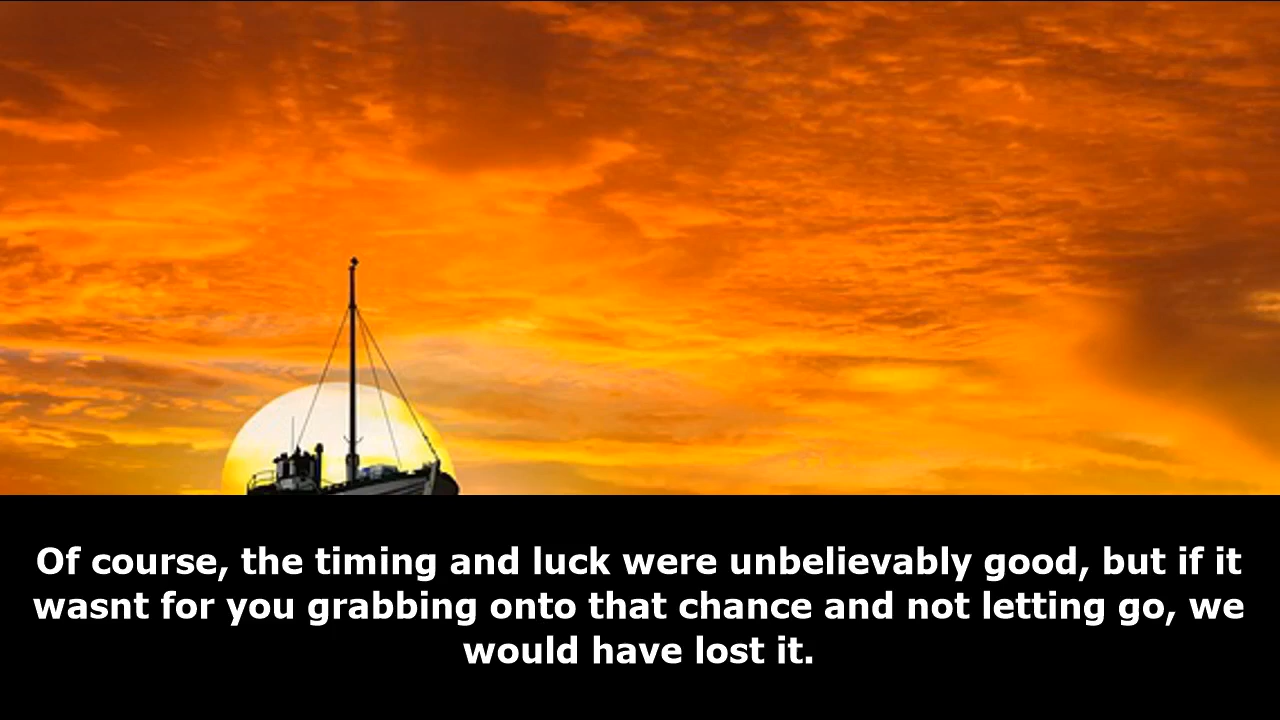 Of course, the timing and luck were unbelievably good, but if it
wasnt for you grabbing onto that chance and not letting go, we
would have lost it.